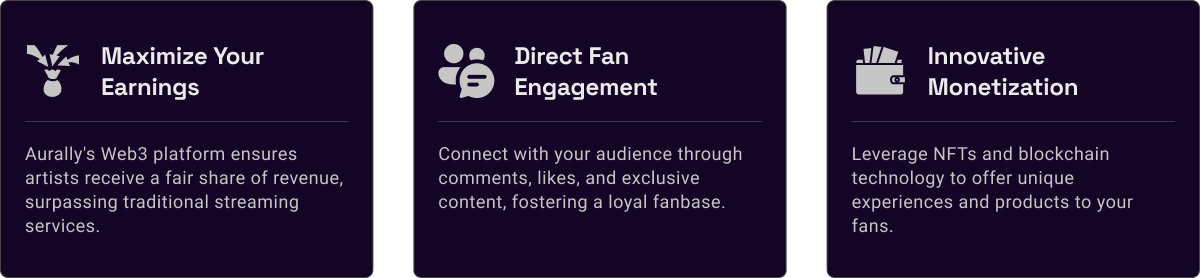 Maximize Your
Earnings
Aurally's Web3 platform ensures
artists receive a fair share of revenue,
surpassing traditional streaming
services.
Direct Fan
Engagement
Connect with your audience through
comments, likes, and exclusive
content, fostering a loyal fanbase.
Innovative
Monetization
Leverage NFTs and blockchain
technology to offer unique
experiences and products to your
fans.